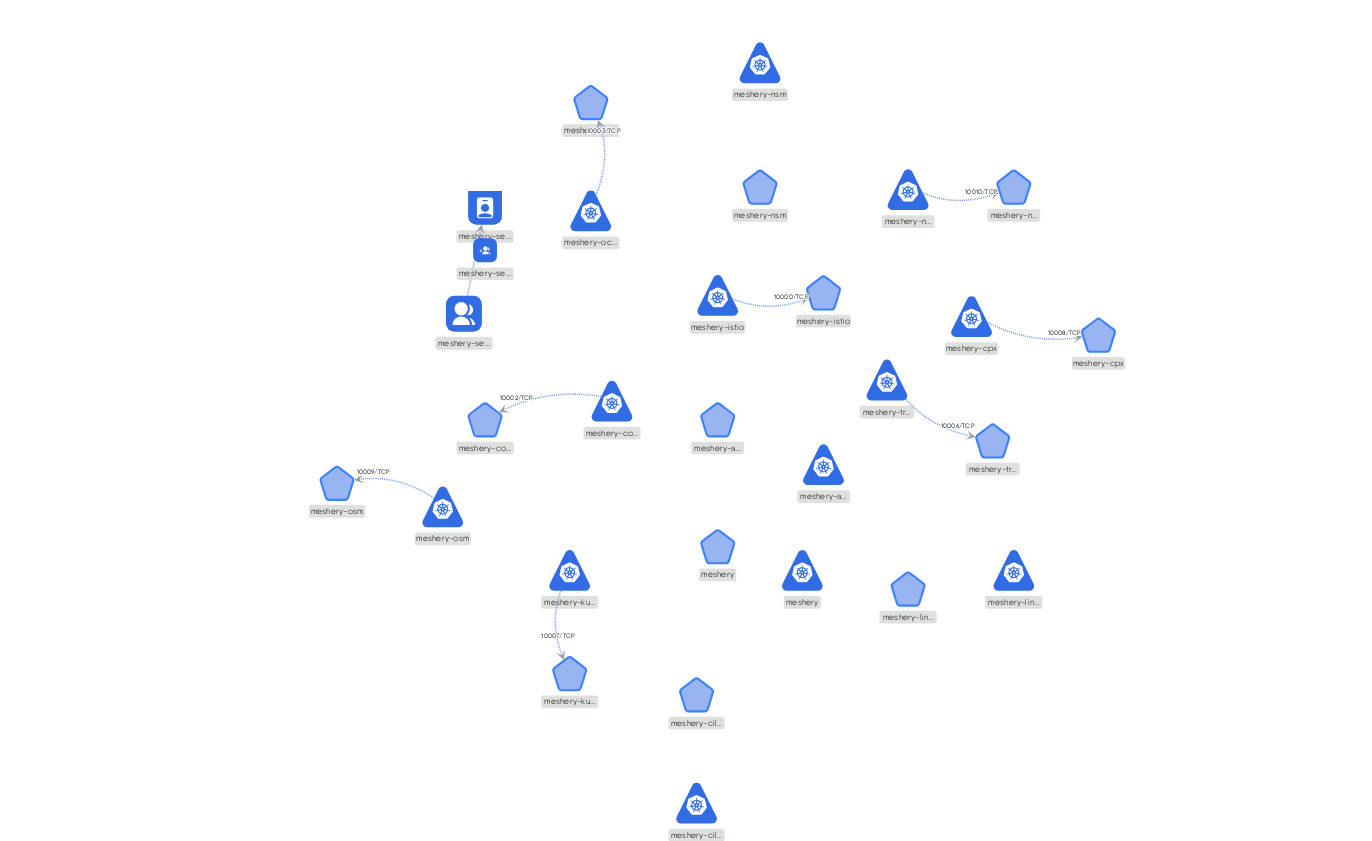 meshery-nsm
10003/TCP
meshery-nsm
meshery-n...
10010/TCP
meshery-n...
meshery-se...
meshery-oc...
meshery-se...
meshery-se...
meshery-istio
10000/TCP
meshery-istio
meshery-cpx
10008/TCP
meshery-cpx
meshery-co...
10002/TCP
meshery-co...
meshery-a...
meshery-tr...
10006/TCP
meshery-tr...
meshery-a...
meshery-osm
10009/TCP
meshery-osm
meshery-ku...
meshery
meshery
meshery-lin...
meshery-lin...
10007/TCP
meshery-ku...
meshery-cil...
meshery-cil...